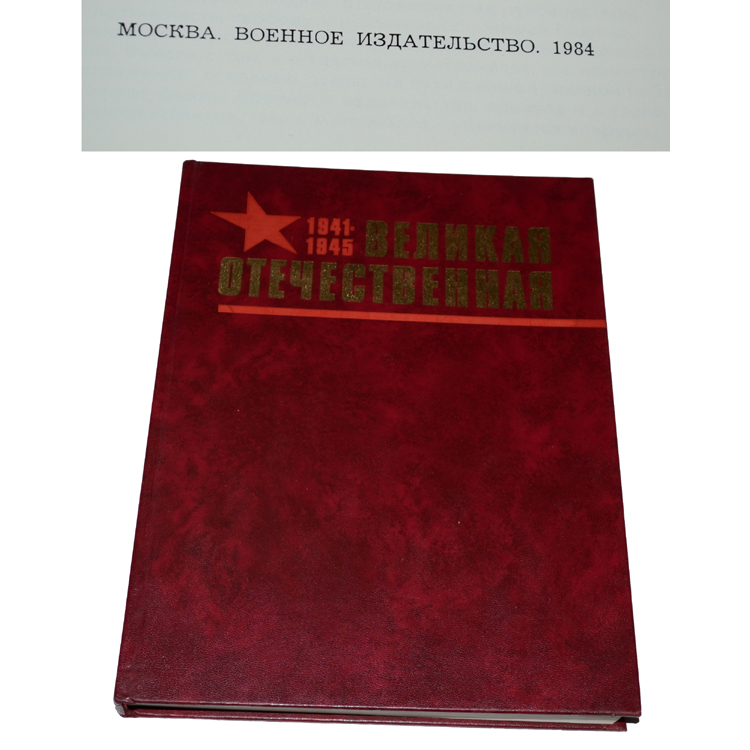 МОСКВА. ВОЕННОЕ ИЗДАТЕЛЬСТВО. 1984
1941-
1945 ВЕЛИКАЯ
ОТЕЧЕСТВЕННАЯ